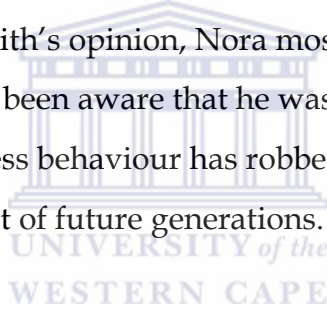 ith’s opinion, Nora mos
been aware that he was
ess behaviour has robbe
t of future generations.
UNIVERSITY of the
WESTERN CAPE